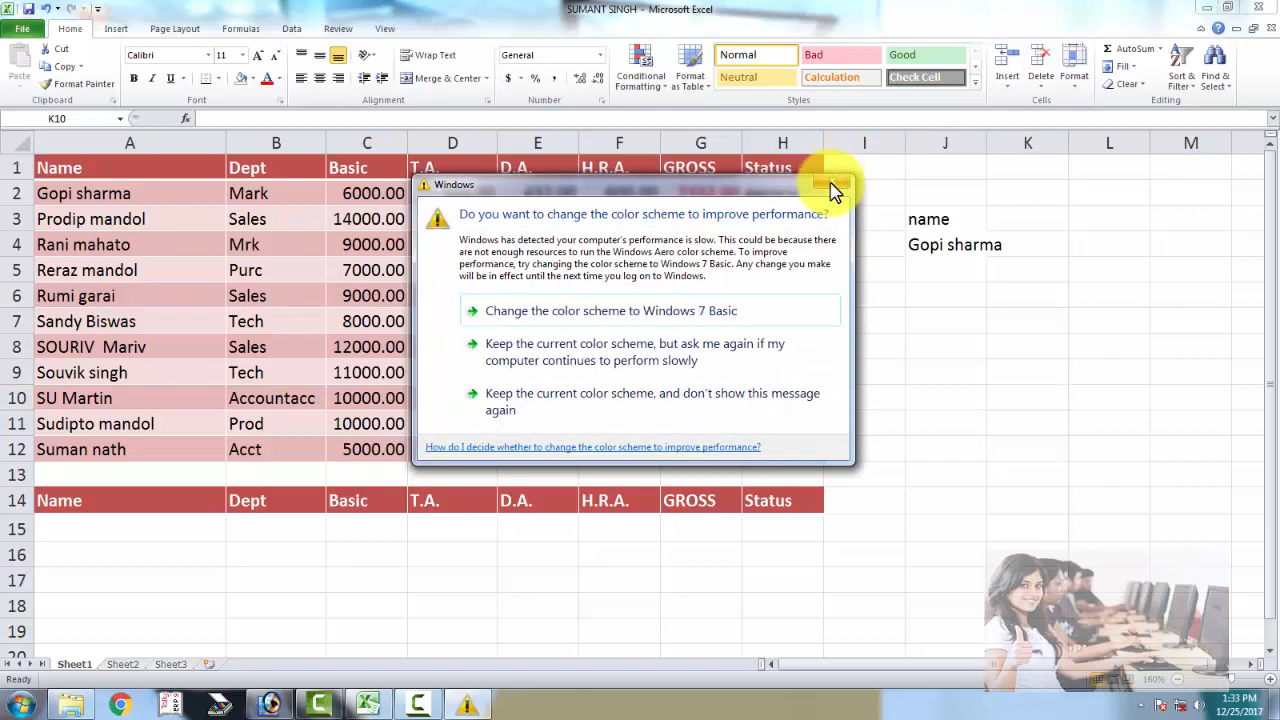 SUMANT SINGH - Microsoft Excel
File Home Insert Page Layout Formulas Data Review View
Paste
Cut
Copy
Format Painter
Clipboard
Calibri 11
B I U
Font
Wrap Text
Merge & Center
Alignment
General
$ % ,
Number
Conditional Formatting
Format as Table
Normal Bad Good
Neutral Calculation Check Cell
Styles
Insert Delete Format
Cells
AutoSum
Fill
Clear
Sort & Filter
Find & Select
Editing
K10 fx
A B C D E F G H I J K L M
1 Name Dept Basic T.A. D.A. H.R.A. GROSS Status
2 Gopi sharma Mark 6000.00
3 Prodip mandol Sales 14000.00 name
4 Rani mahato Mrk 9000.00 Gopi sharma
5 Reraz mandol Purc 7000.00
6 Rumi garai Sales 9000.00
7 Sandy Biswas Tech 8000.00
8 SOURIV Mariv Sales 12000.00
9 Souvik singh Tech 11000.00
10 SU Martin Accountacc 10000.00
11 Sudipto mandol Prod 10000.00
12 Suman nath Acct 5000.00
13
14 Name Dept Basic T.A. D.A. H.R.A. GROSS Status
15
16
17
18
19
20
Windows
Do you want to change the color scheme to improve performance?
Windows has detected your computer's performance is slow. This could be because there
are not enough resources to run the Windows Aero color scheme. To improve
performance, try changing the color scheme to Windows 7 Basic. Any change you make
will be in effect until the next time you log on to Windows.
Change the color scheme to Windows 7 Basic
Keep the current color scheme, but ask me again if my
computer continues to perform slowly
Keep the current color scheme, and don't show this message
again
How do I decide whether to change the color scheme to improve performance?
Sheet1 Sheet2 Sheet3
Ready 160%
1:33 PM
12/25/2017